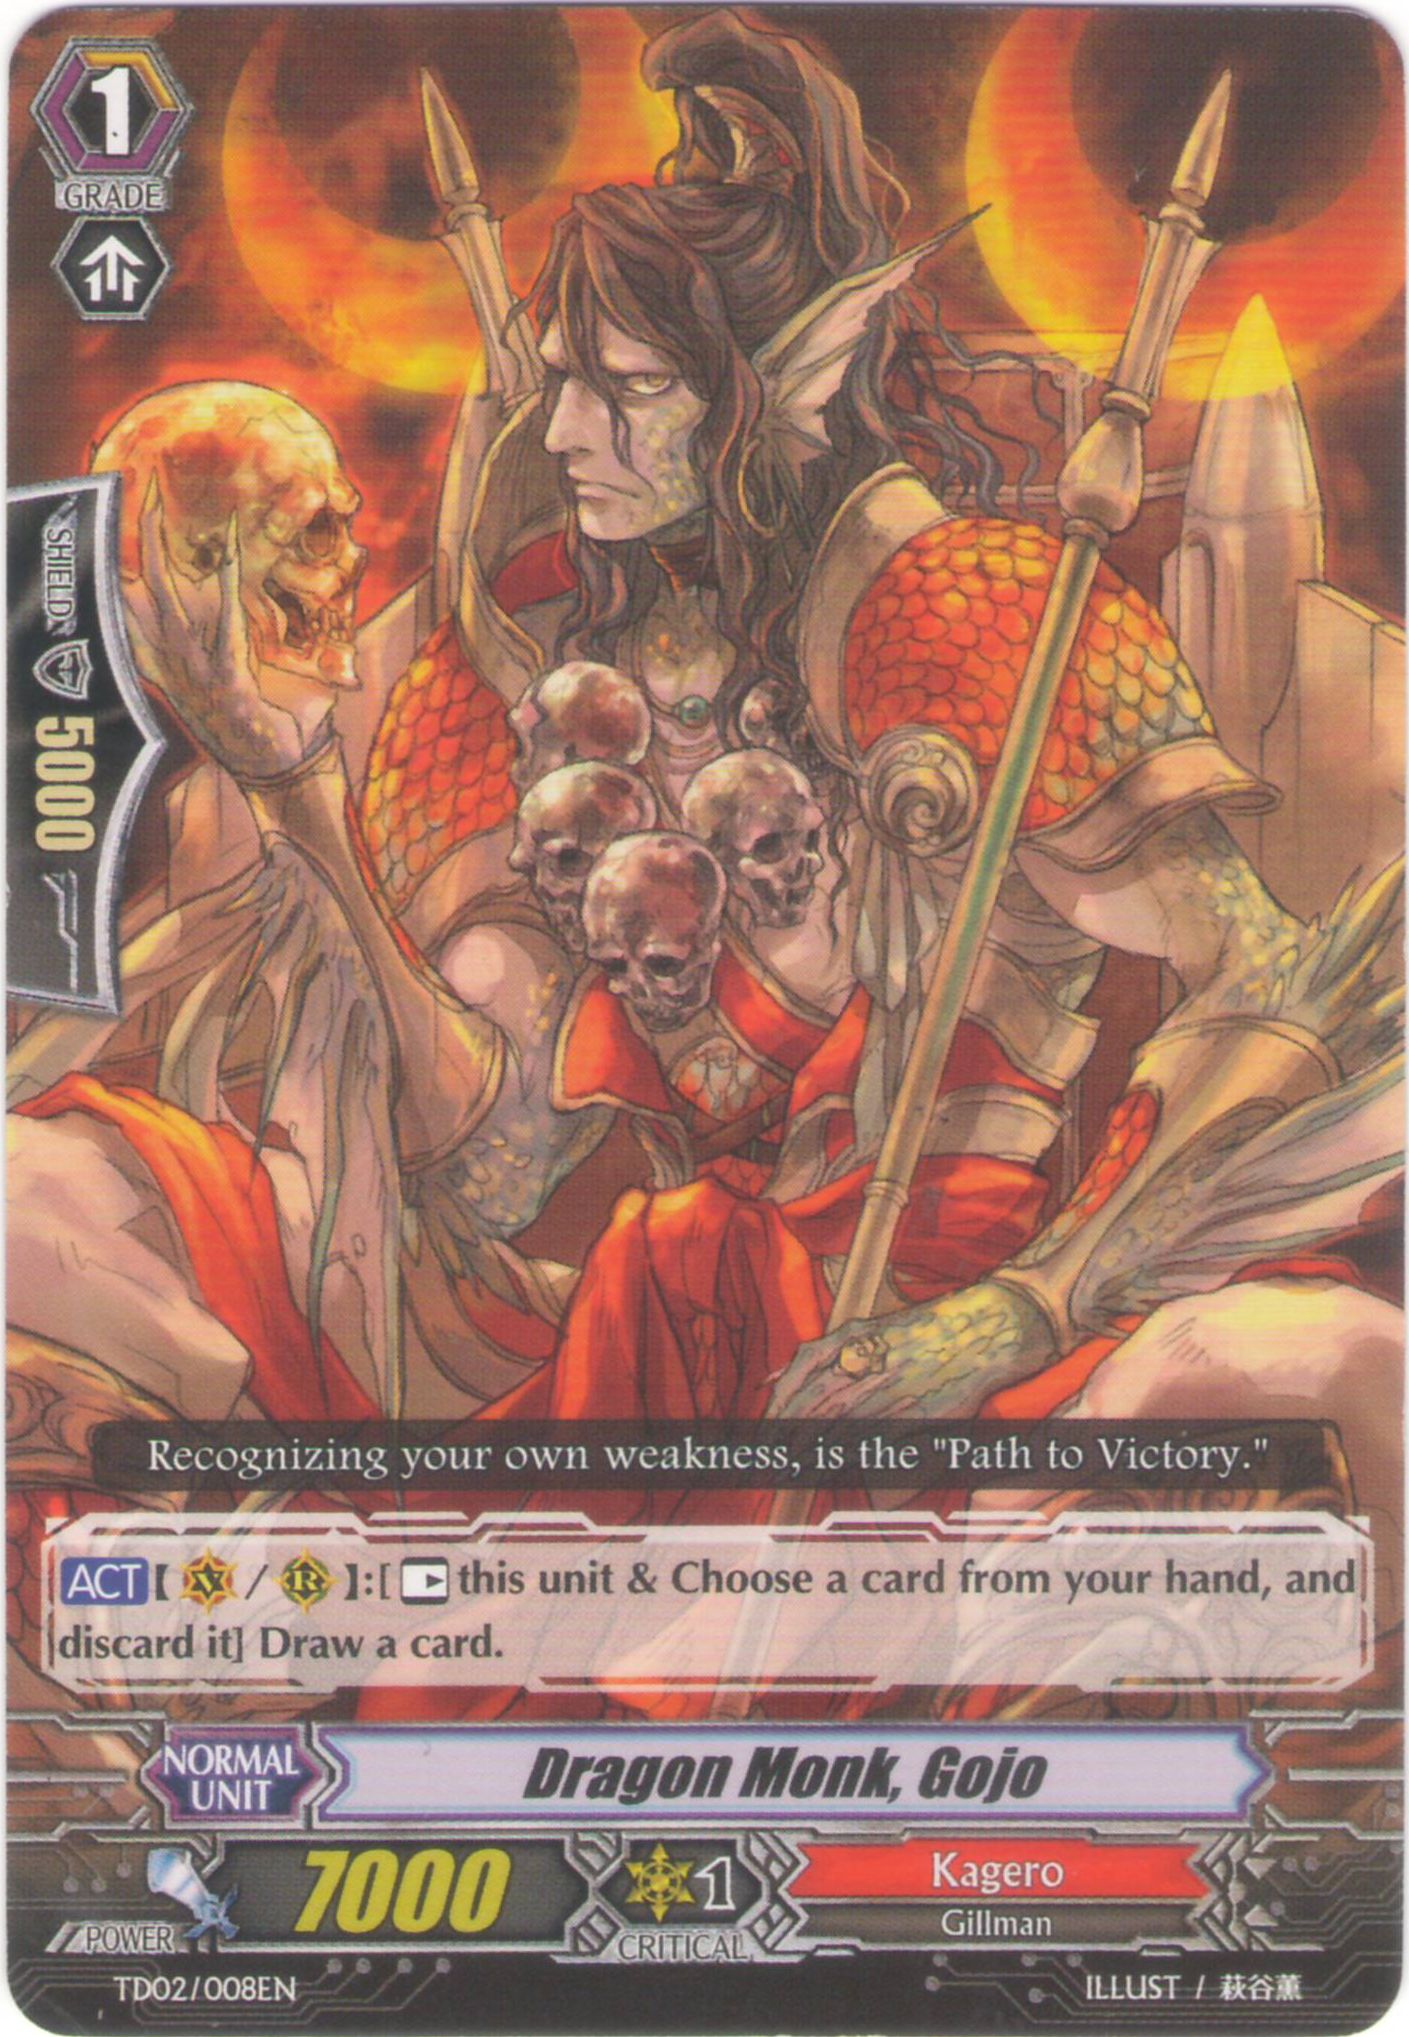 1
GRADE
SHIELD
5000
Recognizing your own weakness, is the "Path to Victory."
ACT【 V / R 】:[ this unit & Choose a card from your hand, and
discard it] Draw a card.
NORMAL
UNIT
Dragon Monk, Gojo
POWER
7000
1
CRITICAL
Kagero
Gillman
TD02/008EN
ILLUST / 萩谷薫